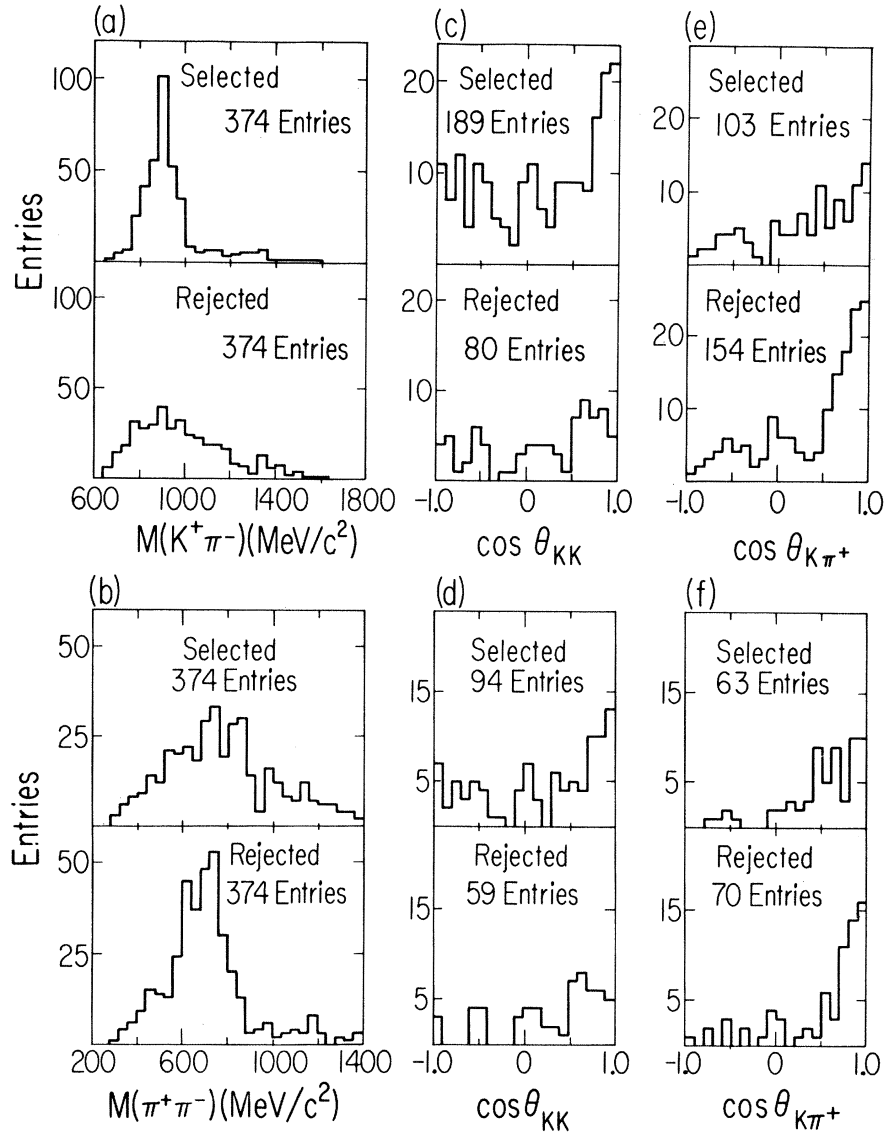 (a)
Entries
100
50
Selected
374 Entries
100
50
Rejected
374 Entries
600 1000 1400 1800
M(K⁺π⁻)(MeV/c²)
(c)
20
10
Selected
189 Entries
20
10
Rejected
80 Entries
-1.0 0 1.0
cos θKK
(e)
20
10
Selected
103 Entries
20
10
Rejected
154 Entries
-1.0 0 1.0
cos θKπ⁺
(b)
Entries
50
25
Selected
374 Entries
50
25
Rejected
374 Entries
200 600 1000 1400
M(π⁺π⁻)(MeV/c²)
(d)
15
5
Selected
94 Entries
15
5
Rejected
59 Entries
-1.0 0 1.0
cosθKK
(f)
15
5
Selected
63 Entries
15
5
Rejected
70 Entries
-1.0 0 1.0
cosθKπ⁺